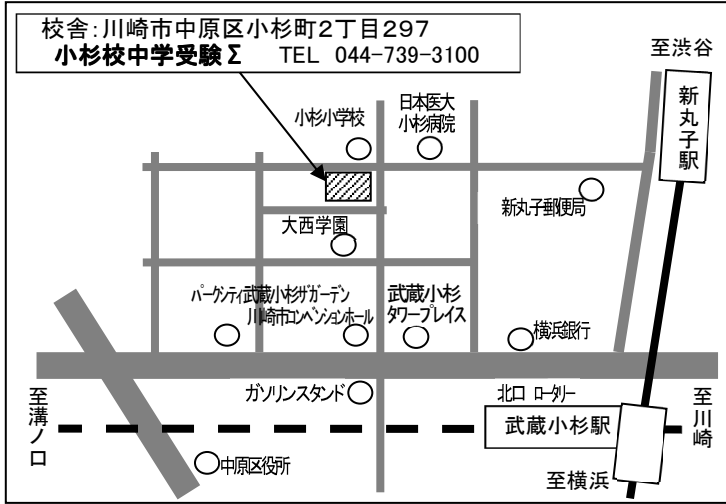 校舎:川崎市中原区小杉町2丁目297
小杉校中学受験Σ TEL 044-739-3100
至渋谷
新丸子駅
小杉小学校
日本医大
小杉病院
新丸子郵便局
大西学園
パークシティ武蔵小杉ザガーデン
川崎市コンベンションホール
武蔵小杉
タワープレイス
横浜銀行
ガソリンスタンド
北口 ロータリー
至溝ノ口
武蔵小杉駅
至川崎
中原区役所
至横浜